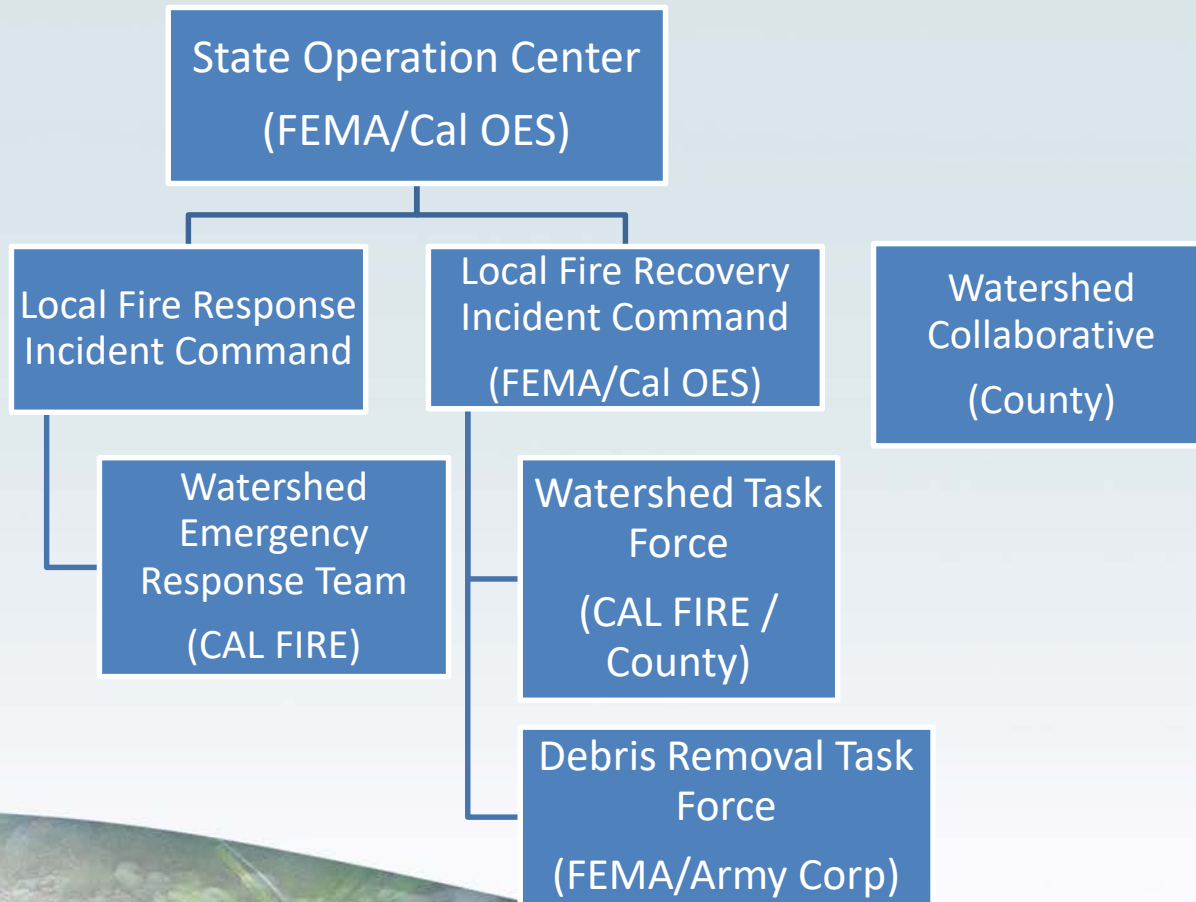 State Operation Center
(FEMA/Cal OES)
Local Fire Response
Incident Command
Local Fire Recovery
Incident Command
(FEMA/Cal OES)
Watershed
Collaborative
(County)
Watershed
Emergency
Response Team
(CAL FIRE)
Watershed Task
Force
(CAL FIRE /
County)
Debris Removal Task
Force
(FEMA/Army Corp)